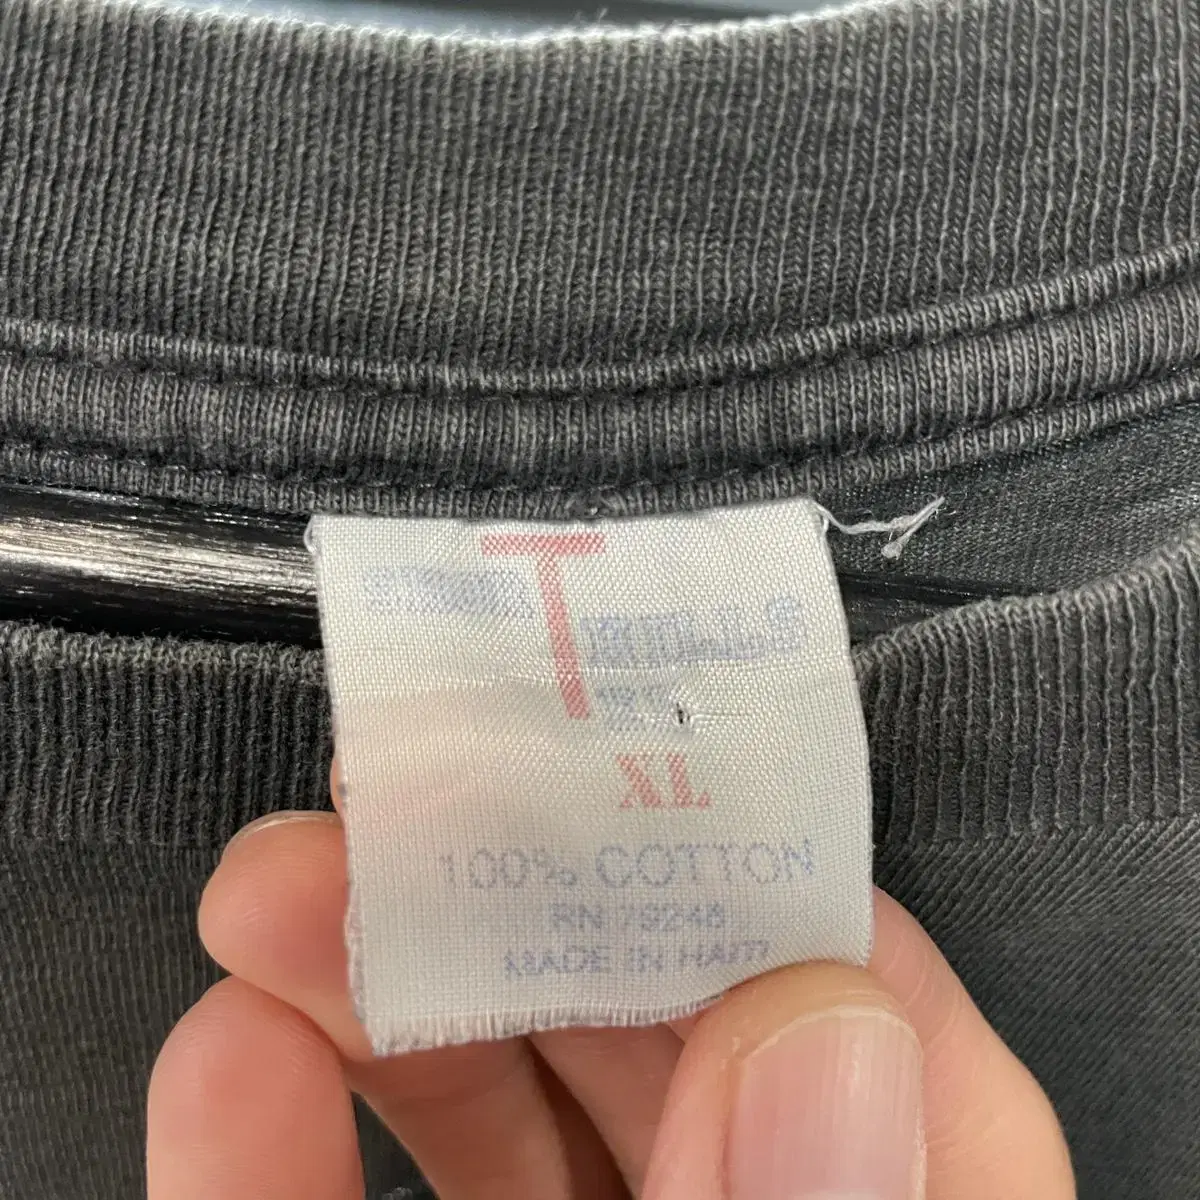 T
XL
100% COTTON
RN 79246
MADE IN HAITI